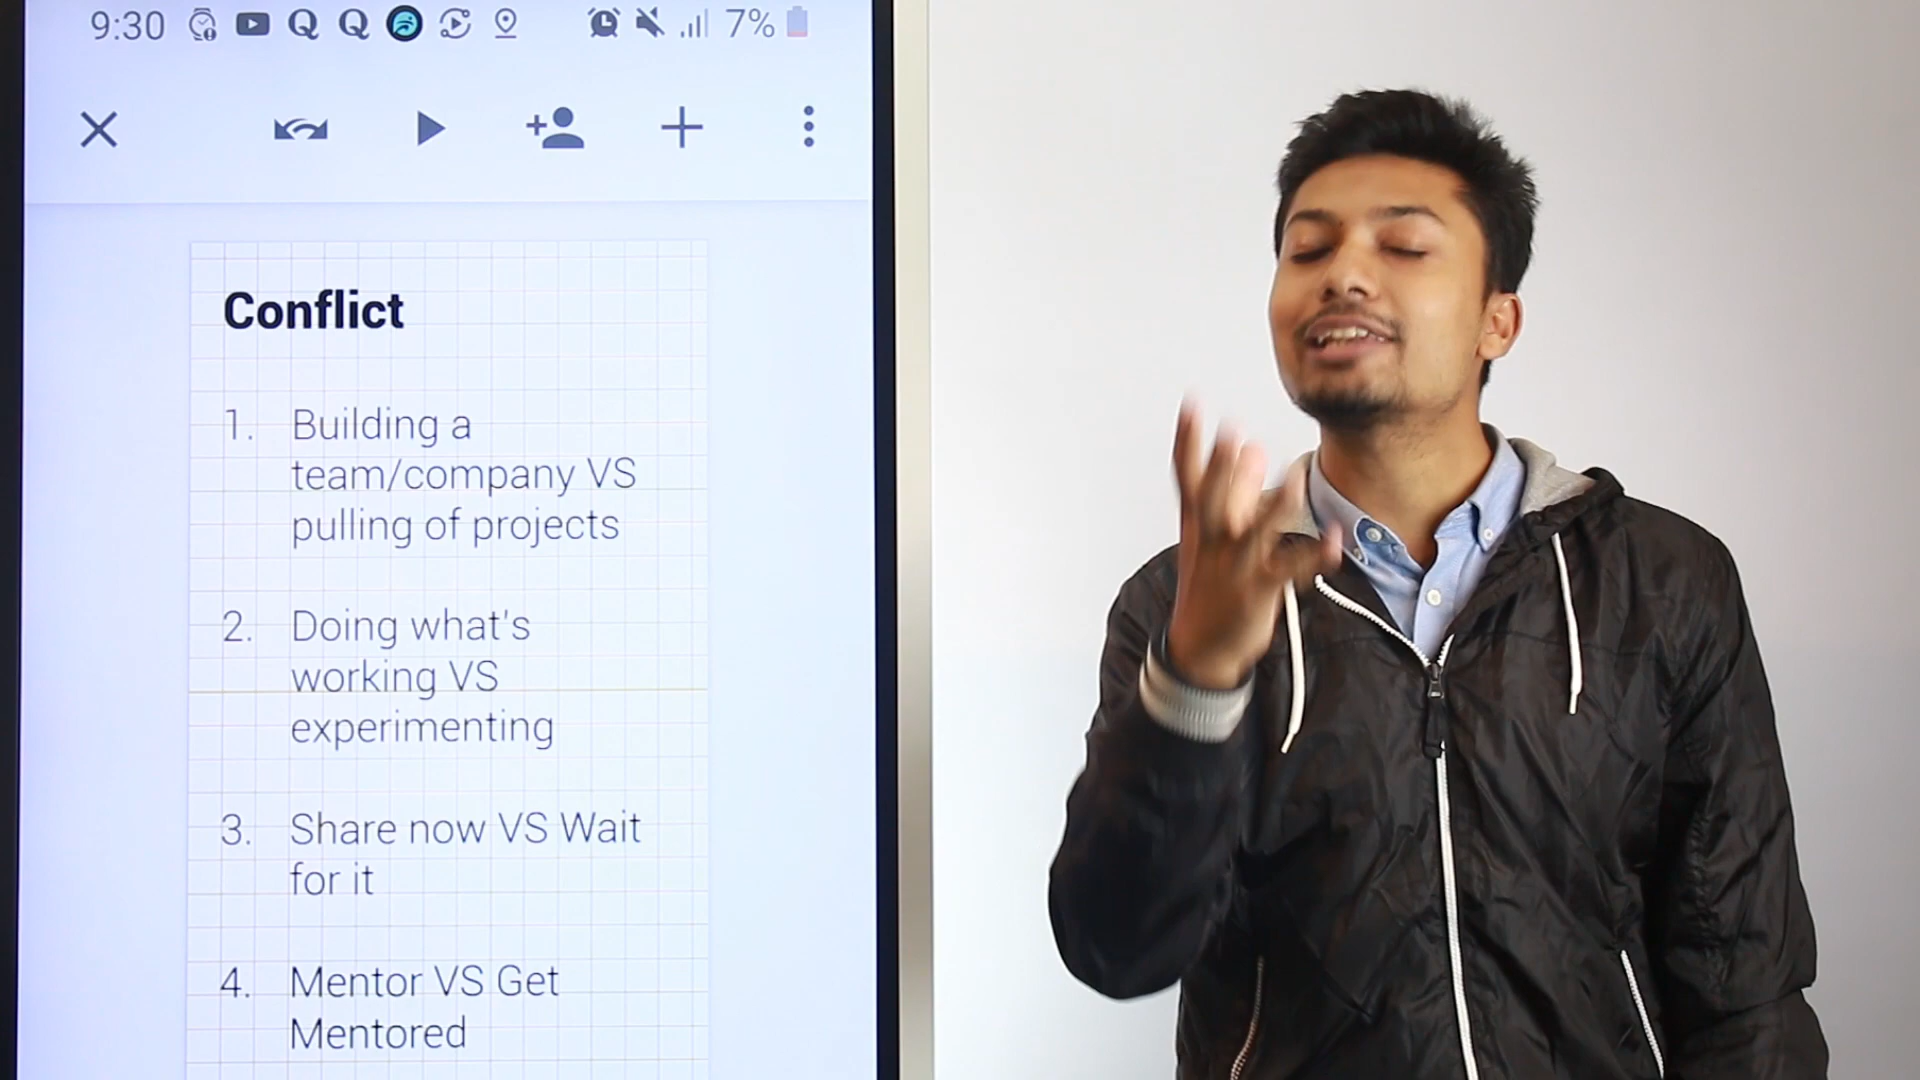 9:30
7%
Conflict
1. Building a
team/company VS
pulling of projects
2. Doing what's
working VS
experimenting
3. Share now VS Wait
for it
4. Mentor VS Get
Mentored